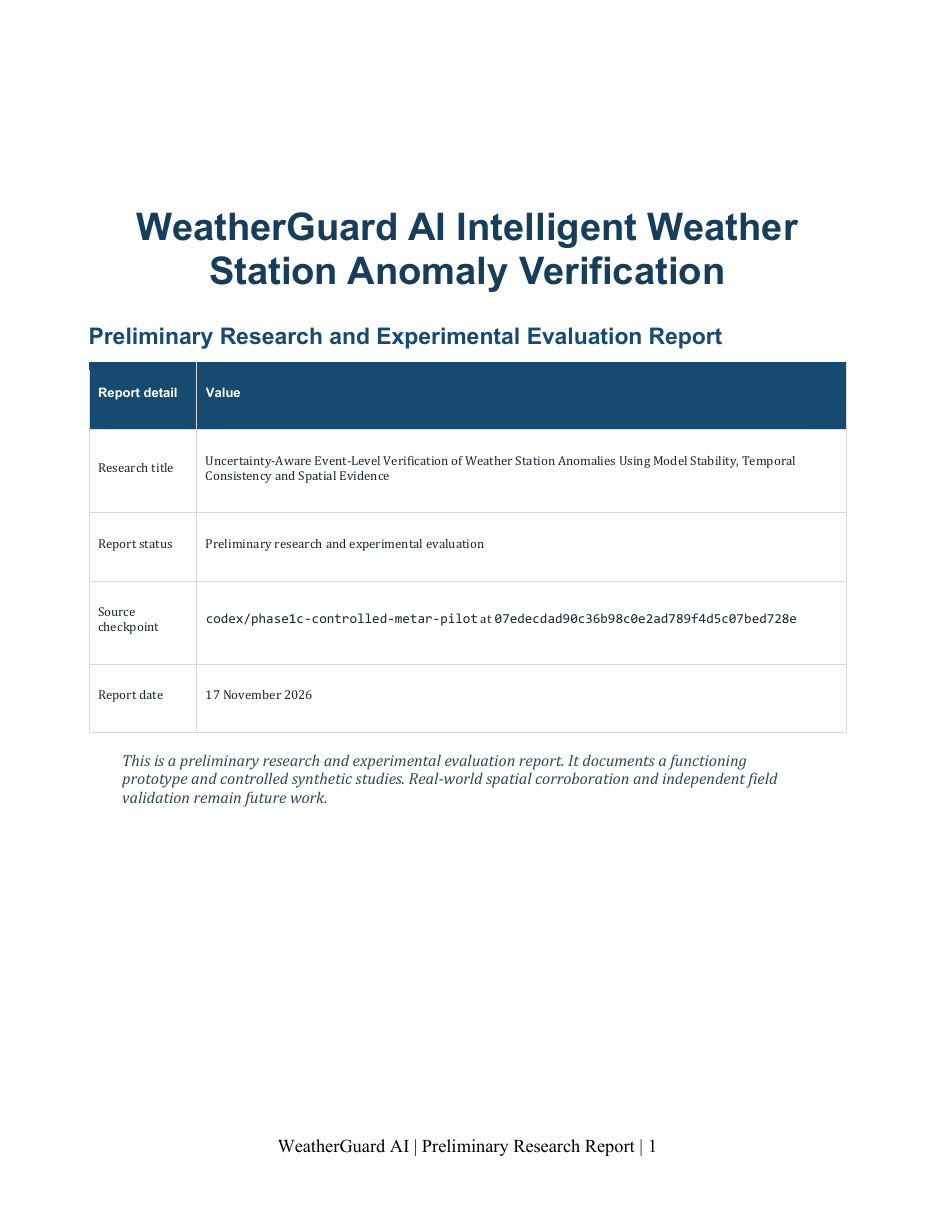 WeatherGuard AI Intelligent Weather
Station Anomaly Verification
Preliminary Research and Experimental Evaluation Report
Report detail Value
Research title Uncertainty-Aware Event-Level Verification of Weather Station Anomalies Using Model Stability, Temporal
Consistency and Spatial Evidence
Report status Preliminary research and experimental evaluation
Source
checkpoint codex/phase1c-controlled-metar-pilot at 07edecdad90c36b98c0e2ad789f4d5c07bed728e
Report date 17 November 2026
This is a preliminary research and experimental evaluation report. It documents a functioning
prototype and controlled synthetic studies. Real-world spatial corroboration and independent field
validation remain future work.
WeatherGuard AI | Preliminary Research Report | 1